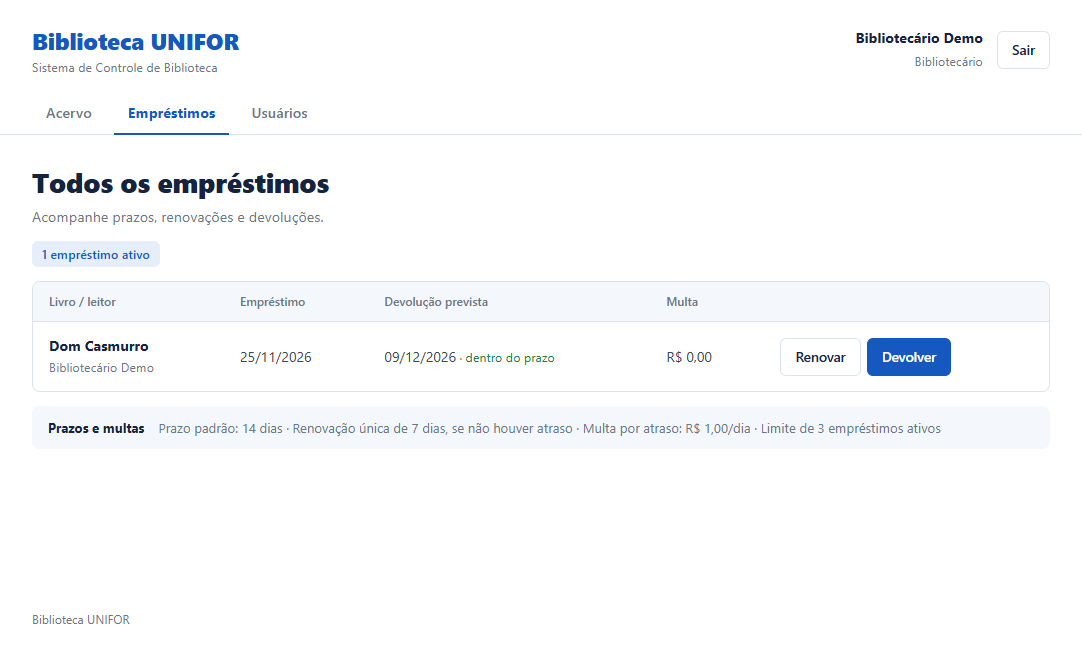 Biblioteca UNIFOR
Sistema de Controle de Biblioteca
Bibliotecário Demo
Bibliotecário
Sair
Acervo Empréstimos Usuários
Todos os empréstimos
Acompanhe prazos, renovações e devoluções.
1 empréstimo ativo
Livro / leitor Empréstimo Devolução prevista Multa
Dom Casmurro
Bibliotecário Demo
25/11/2026 09/12/2026 · dentro do prazo R$ 0,00 Renovar Devolver
Prazos e multas Prazo padrão: 14 dias · Renovação única de 7 dias, se não houver atraso · Multa por atraso: R$ 1,00/dia · Limite de 3 empréstimos ativos
Biblioteca UNIFOR